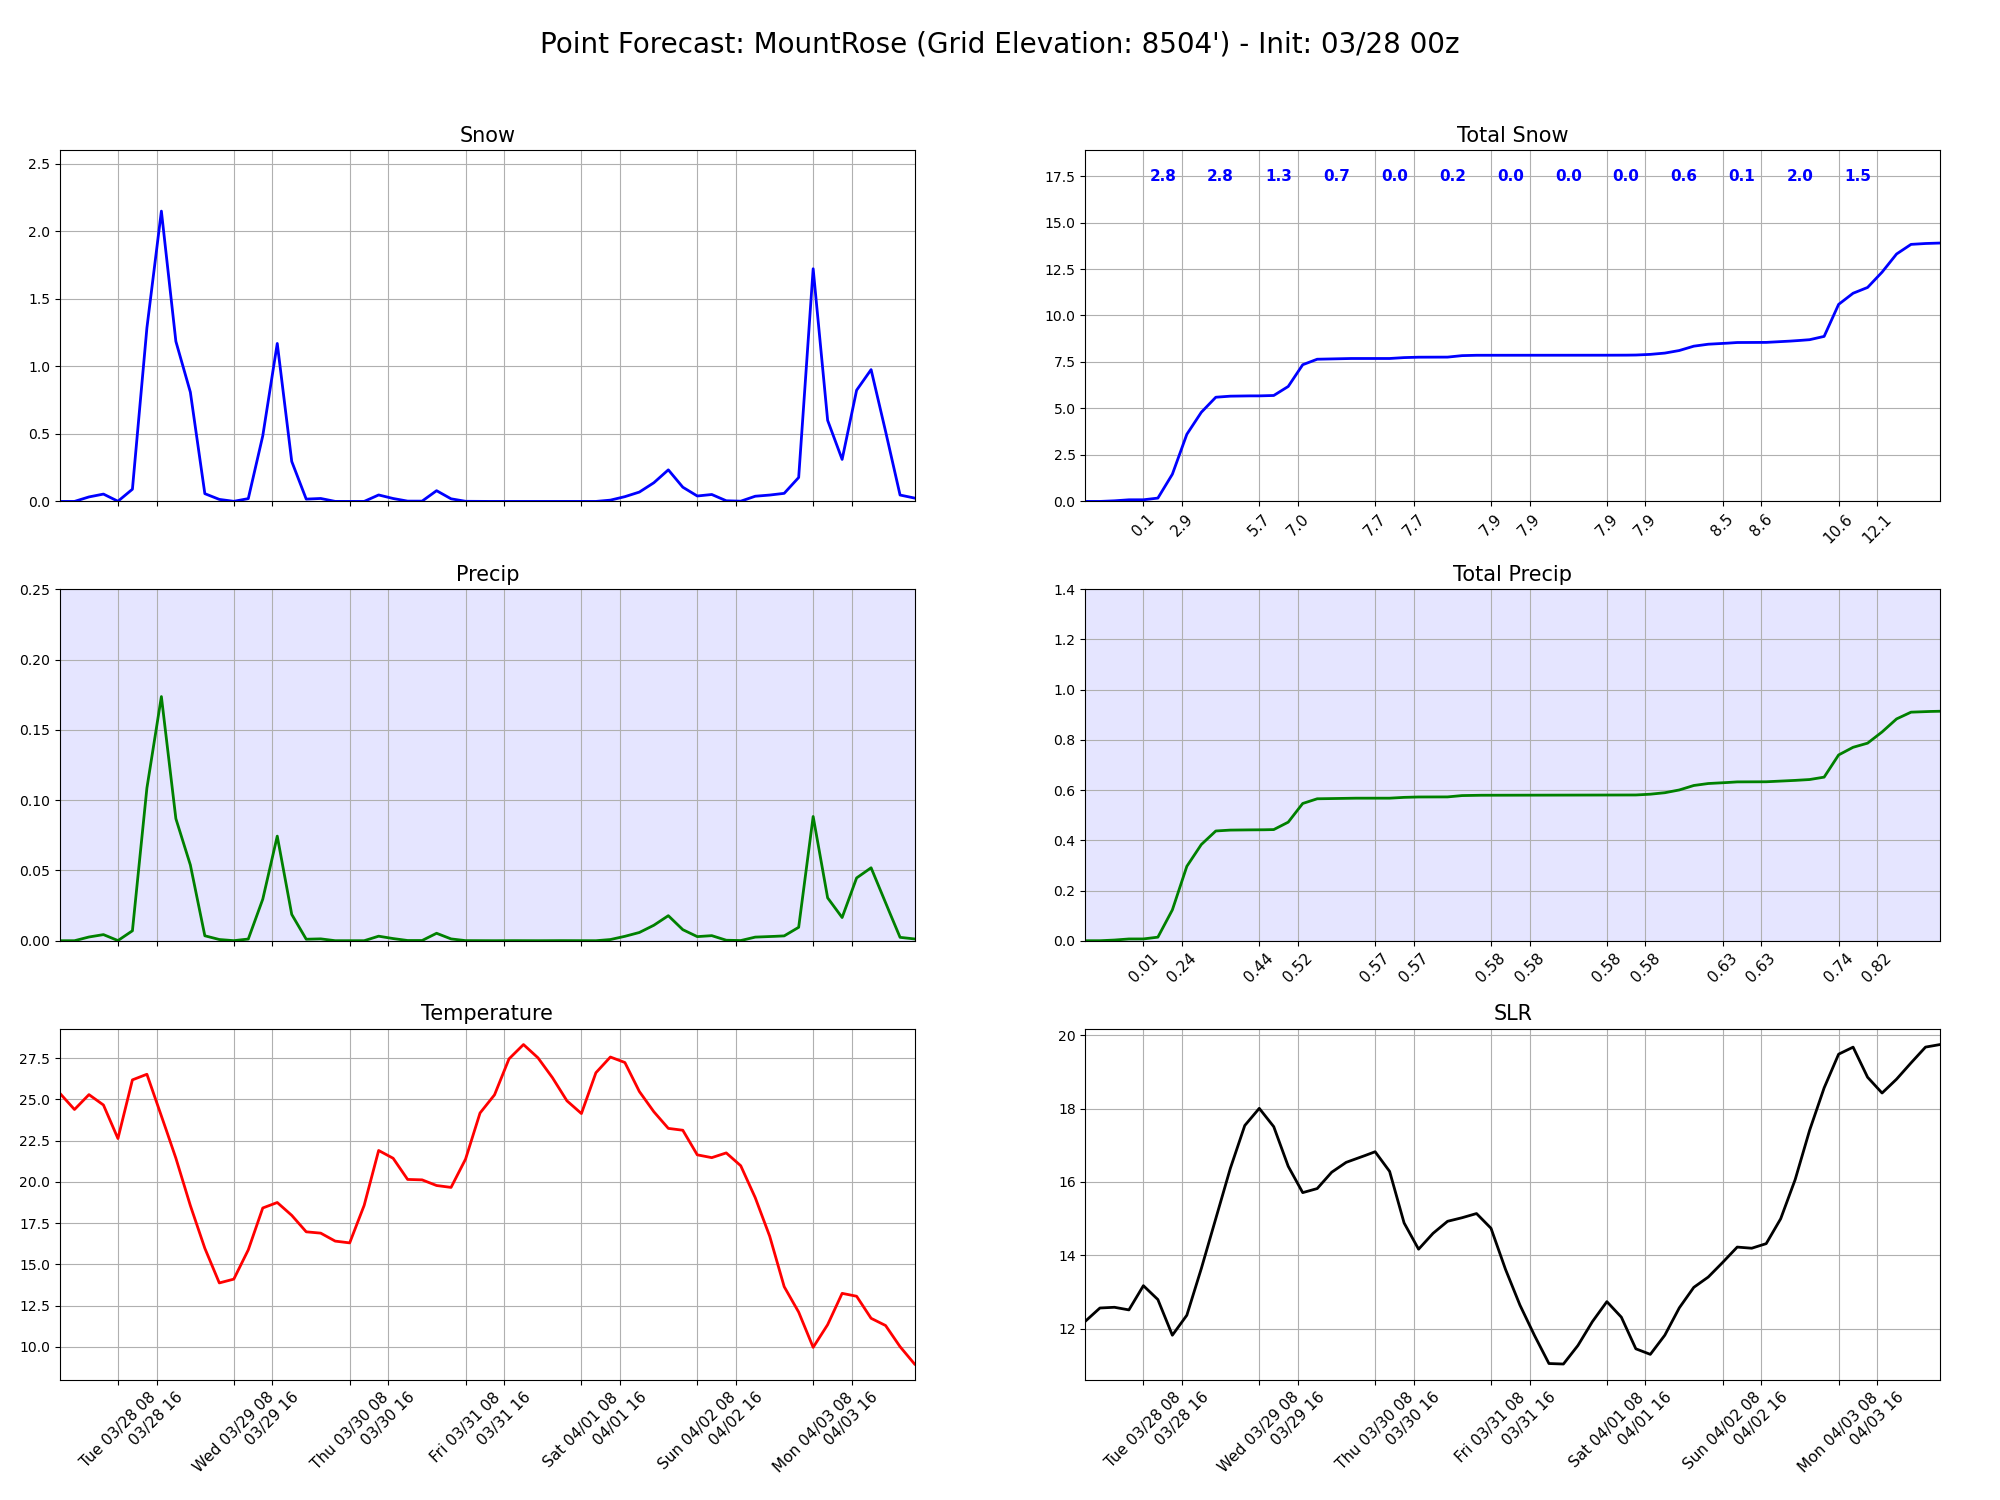 Point Forecast: MountRose (Grid Elevation: 8504') - Init: 03/28 00z
Snow
2.5
2.0
1.5
1.0
0.5
0.0
Total Snow
17.5
15.0
12.5
10.0
7.5
5.0
2.5
0.0
2.8 2.8 1.3 0.7 0.0 0.2 0.0 0.0 0.0 0.6 0.1 2.0 1.5
0.1 2.9 5.7 7.0 7.7 7.7 7.9 7.9 7.9 7.9 8.5 8.6 10.6 12.1
Precip
0.25
0.20
0.15
0.10
0.05
0.00
Total Precip
1.4
1.2
1.0
0.8
0.6
0.4
0.2
0.0
0.01 0.24 0.44 0.52 0.57 0.57 0.58 0.58 0.58 0.58 0.63 0.63 0.74 0.82
Temperature
27.5
25.0
22.5
20.0
17.5
15.0
12.5
10.0
Tue 03/28 08
03/28 16
Wed 03/29 08
03/29 16
Thu 03/30 08
03/30 16
Fri 03/31 08
03/31 16
Sat 04/01 08
04/01 16
Sun 04/02 08
04/02 16
Mon 04/03 08
04/03 16
SLR
20
18
16
14
12
Tue 03/28 08
03/28 16
Wed 03/29 08
03/29 16
Thu 03/30 08
03/30 16
Fri 03/31 08
03/31 16
Sat 04/01 08
04/01 16
Sun 04/02 08
04/02 16
Mon 04/03 08
04/03 16